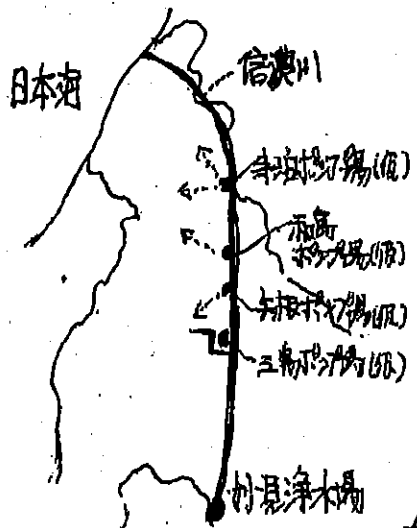 日本海
信濃川
寺泊ポンプ場(仮)
和島
ポンプ場(仮)
与板ポンプ場(仮)
三島ポンプ場(仮)
妙見浄水場